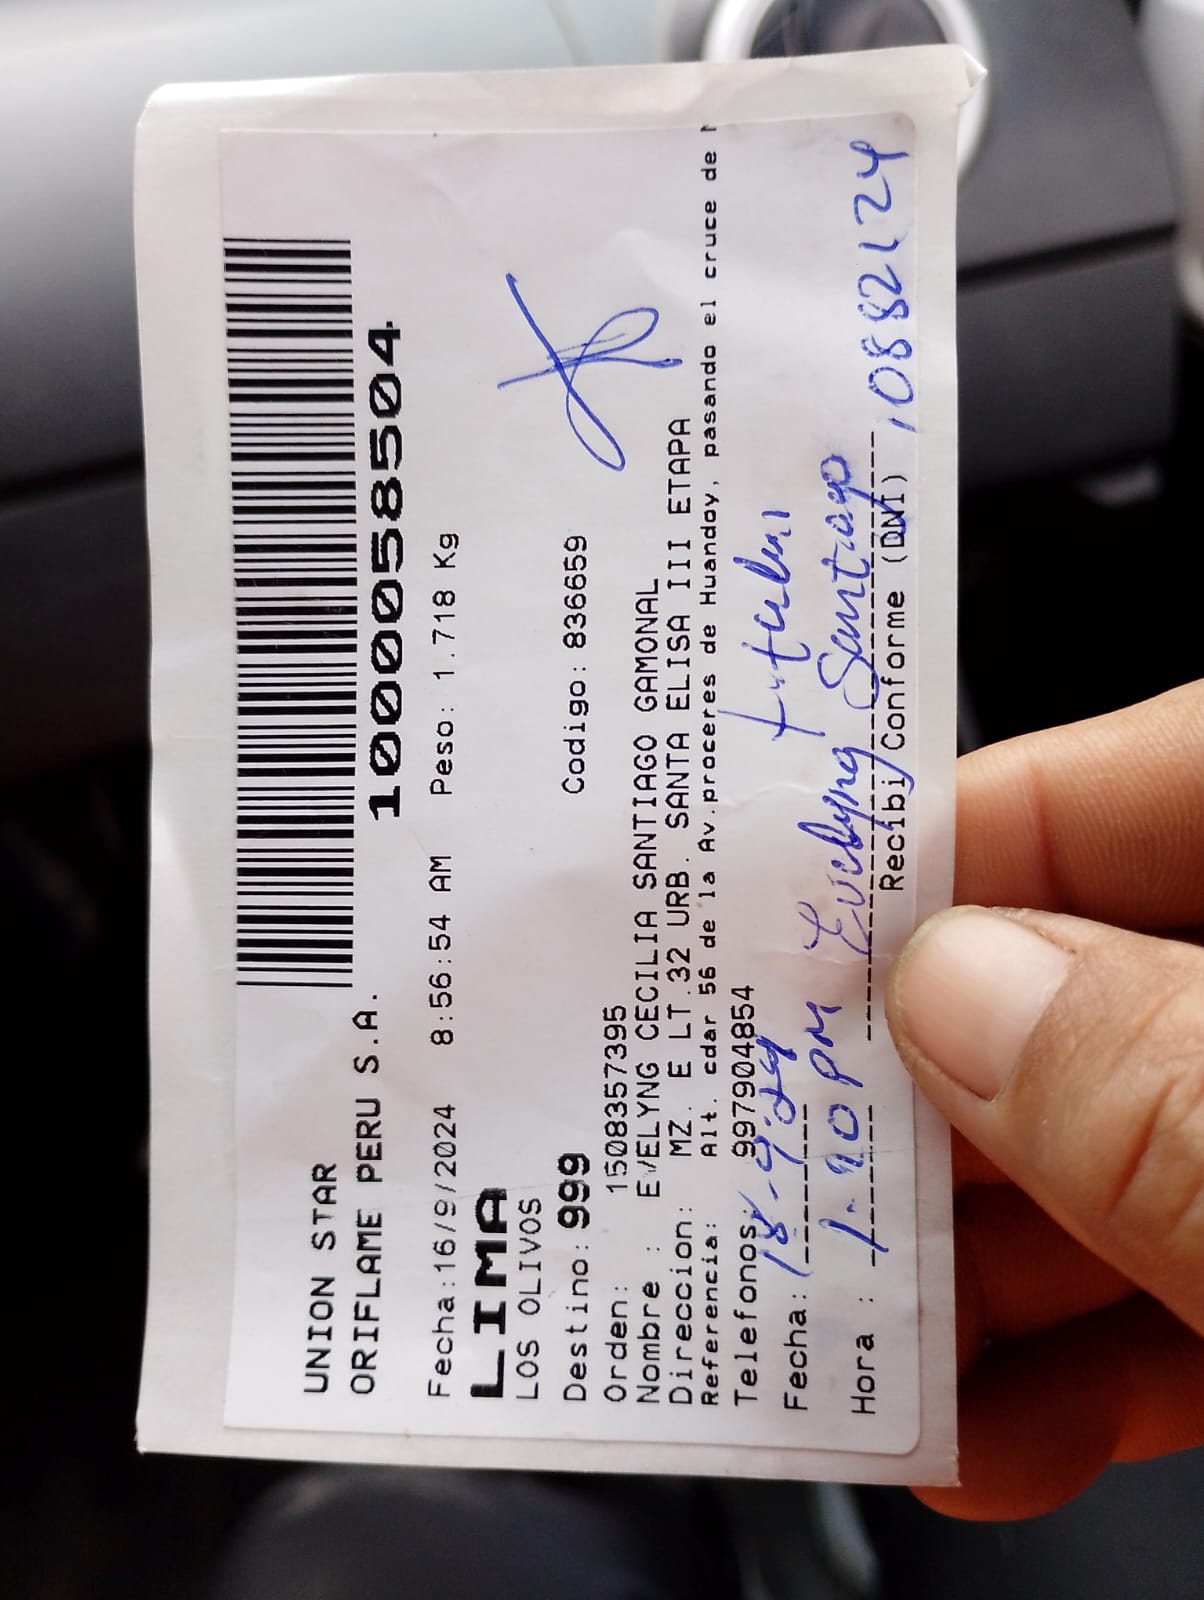 UNION STAR
ORIFLAME PERU S.A.
1000058504
Fecha:16/9/2024 8:56:54 AM Peso: 1.718 Kg
LIMA
LOS OLIVOS
Destino: 999 Codigo: 836659
Orden: 1508357395
Nombre : EVELYNG CECILIA SANTIAGO GAMONAL
Direccion: MZ. E LT.32 URB. SANTA ELISA III ETAPA
Referencia: Alt. cdar 56 de la Av.proceres de Huandoy, pasando el cruce de
Telefonos: 997904854
Fecha: 18-9-24
Hora : 1:20 PM Evelyng Santiago
Recibi Conforme (DNI) 10882124